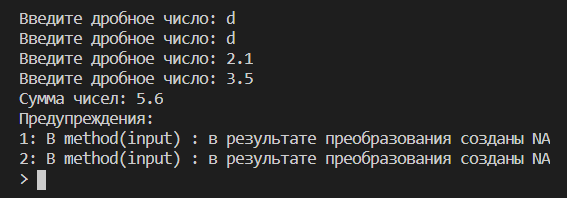 Введите дробное число: d
Введите дробное число: d
Введите дробное число: 2.1
Введите дробное число: 3.5
Сумма чисел: 5.6
Предупреждения:
1: В method(input) : в результате преобразования созданы NA
2: В method(input) : в результате преобразования созданы NA
>